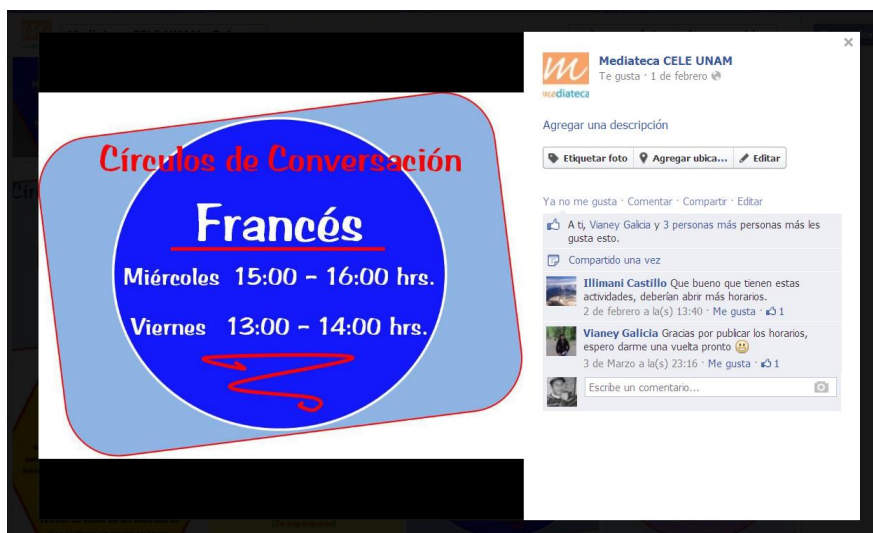 Círculos de Conversación
Francés
Miércoles 15:00 - 16:00 hrs.
Viernes 13:00 - 14:00 hrs.
mediateca
Mediateca CELE UNAM
Te gusta · 1 de febrero
Agregar una descripción
Etiquetar foto Agregar ubica... Editar
Ya no me gusta · Comentar · Compartir · Editar
A ti, Vianey Galicia y 3 personas más personas más les
gusta esto.
Compartido una vez
Illimani Castillo Que bueno que tienen estas
actividades, deberían abrir más horarios.
2 de febrero a la(s) 13:40 · Me gusta · 1
Vianey Galicia Gracias por publicar los horarios,
espero darme una vuelta pronto
3 de Marzo a la(s) 23:16 · Me gusta · 1
Escribe un comentario...